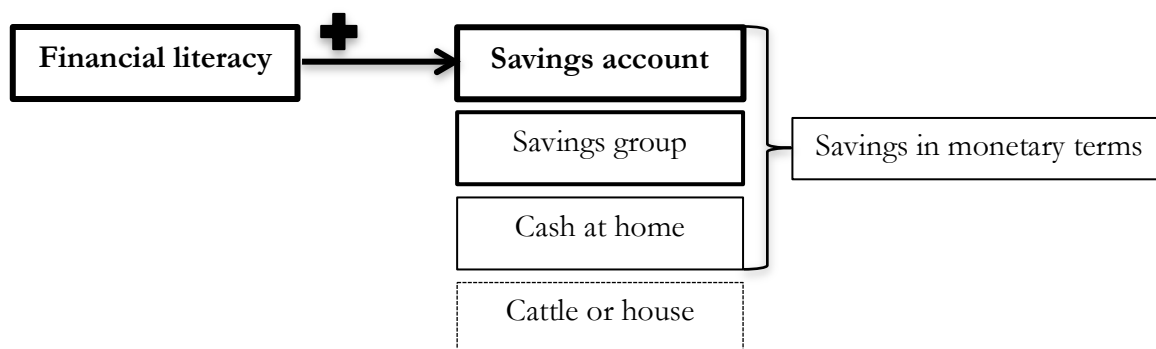 Financial literacy
Savings account
Savings group
Savings in monetary terms
Cash at home
Cattle or house